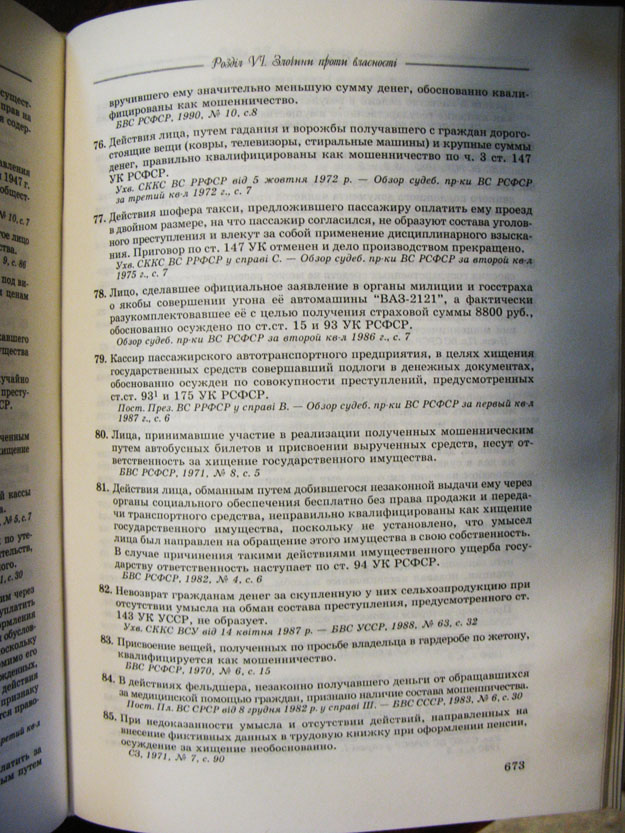 Розділ VI. Злочини проти власності
вручившего ему значительно меньшую сумму денег, обоснованно квали-
фицированы как мошенничество.
БВС РСФСР, 1990, № 10, с.8
76. Действия лица, путем гадания и ворожбы получавшего с граждан дорого-
стоящие вещи (ковры, телевизоры, стиральные машины) и крупные суммы
денег, правильно квалифицированы как мошенничество по ч. 3 ст. 147
УК РСФСР.
Ухв. СККС ВС РРФСР від 5 жовтня 1972 р. — Обзор судеб. пр-ки ВС РСФСР
за третий кв-л 1972 г., с. 7
77. Действия шофера такси, предложившего пассажиру оплатить ему проезд
в двойном размере, на что пассажир согласился, не образуют состава уголов-
ного преступления и влекут за собой применение дисциплинарного взыска-
ния. Приговор по ст. 147 УК отменен и дело производством прекращено.
Ухв. СККС ВС РРФСР у справі С. — Обзор судеб. пр-ки ВС РСФСР за второй кв-л
1975 г., с. 7
78. Лицо, сделавшее официальное заявление в органы милиции и госстраха
о якобы совершении угона её автомашины “ВАЗ-2121”, а фактически
разукомплектовавшее её с целью получения страховой суммы 8800 руб.,
обоснованно осуждено по ст.ст. 15 и 93 УК РСФСР.
Обзор судеб. пр-ки ВС РСФСР за второй кв-л 1986 г., с. 7
79. Кассир пассажирского автотранспортного предприятия, в целях хищения
государственных средств совершавший подлоги в денежных документах,
обоснованно осужден по совокупности преступлений, предусмотренных
ст.ст. 93¹ и 175 УК РСФСР.
Пост. През. ВС РРФСР у справі В. — Обзор судеб. пр-ки ВС РСФСР за первый кв-л
1987 г., с. 6
80. Лица, принимавшие участие в реализации полученных мошенническим
путем автобусных билетов и присвоении вырученных средств, несут от-
ветственность за хищение государственного имущества.
БВС РСФСР, 1971, № 8, с. 5
81. Действия лица, обманным путем добившегося незаконной выдачи ему через
органы социального обеспечения бесплатно без права продажи и переда-
чи транспортного средства, неправильно квалифицированы как хищение
государственного имущества, поскольку не установлено, что умысел
лица был направлен на обращение этого имущества в свою собственность.
В случае причинения такими действиями имущественного ущерба госу-
дарству ответственность наступает по ст. 94 УК РСФСР.
БВС РСФСР, 1982, № 4, с. 6
82. Невозврат гражданам денег за скупленную у них сельхозпродукцию при
отсутствии умысла на обман состава преступления, предусмотренного ст.
143 УК УССР, не образует.
Ухв. СККС ВСУ від 14 квітня 1987 р. — БВС УССР, 1988, № 63, с. 32
83. Присвоение вещей, полученных по просьбе владельца в гардеробе по жетону,
квалифицируется как мошенничество.
БВС РСФСР, 1970, № 6, с. 15
84. В действиях фельдшера, незаконно получавшего деньги от обращавшихся
за медицинской помощью граждан, признано наличие состава мошенничества.
Пост. Пл. ВС СРСР від 8 грудня 1982 р. у справі Ш. — БВС СССР, 1983, № 6, с. 30
85. При недоказанности умысла и отсутствии действий, направленных на
внесение фиктивных данных в трудовую книжку при оформлении пенсии,
осуждение за хищение необоснованно.
СЗ, 1971, № 7, с. 90
673